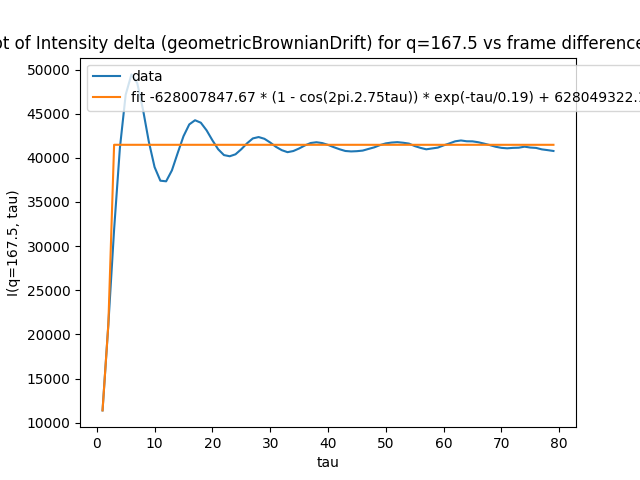 ot of Intensity delta (geometricBrownianDrift) for q=167.5 vs frame difference
data
fit -628007847.67 * (1 - cos(2pi.2.75tau)) * exp(-tau/0.19) + 628049322.
50000
45000
40000
35000
30000
25000
20000
15000
10000
I(q=167.5, tau)
0 10 20 30 40 50 60 70 80
tau